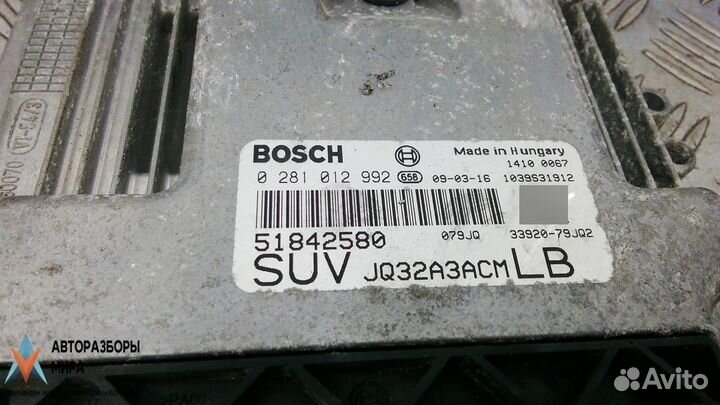 BOSCH Made in Hungary
1410 0067
0 281 012 992 658 09-03-16 1039S31912
51842580 079JQ 33920-79JQ2
SUV JQ32A3ACM LB
АВТОРАЗБОРЫ
МИРА
Avito